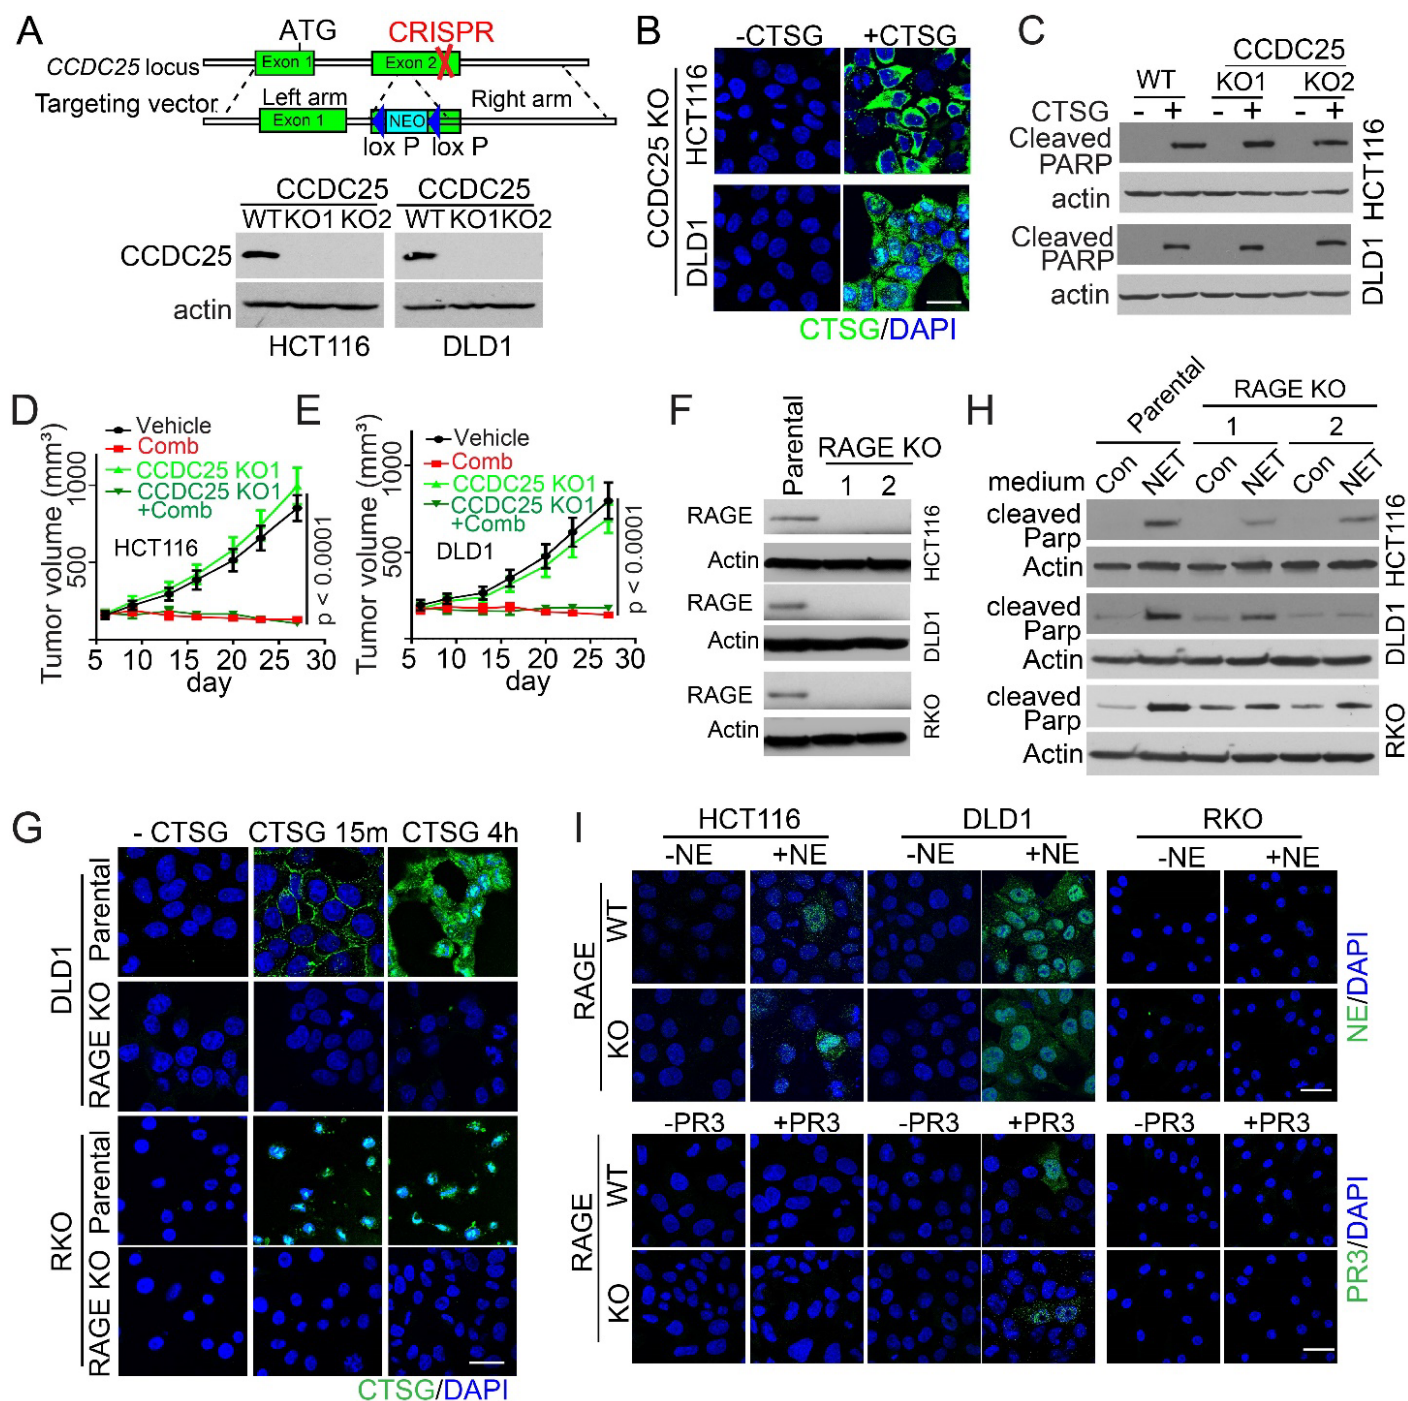 A
ATG
CRISPR
CCDC25 locus
Exon 1
Exon 2
Targeting vector
Left arm
Right arm
Exon 1
NEO
lox P
lox P
CCDC25
CCDC25
WT KO1 KO2
WT KO1 KO2
CCDC25
actin
HCT116
DLD1
B
-CTSG
+CTSG
CCDC25 KO
HCT116
DLD1
CTSG/DAPI
C
CCDC25
WT
KO1
KO2
CTSG
- + - + - +
Cleaved
PARP
actin
HCT116
Cleaved
PARP
actin
DLD1
D
Vehicle
Comb
CCDC25 KO1
CCDC25 KO1
+Comb
HCT116
Tumor volume (mm³)
1000
500
p < 0.0001
5 10 15 20 25 30
day
E
Vehicle
Comb
CCDC25 KO1
CCDC25 KO1
+Comb
DLD1
Tumor volume (mm³)
1000
500
p < 0.0001
5 10 15 20 25 30
day
F
Parental
RAGE KO
1 2
RAGE
Actin
HCT116
RAGE
Actin
DLD1
RAGE
Actin
RKO
H
Parental
RAGE KO
1
2
medium
Con NET Con NET Con NET
cleaved
Parp
Actin
HCT116
cleaved
Parp
Actin
DLD1
cleaved
Parp
Actin
RKO
G
- CTSG
CTSG 15m
CTSG 4h
DLD1
Parental
RAGE KO
RKO
Parental
RAGE KO
CTSG/DAPI
I
HCT116
DLD1
RKO
-NE
+NE
-NE
+NE
-NE
+NE
RAGE
WT
KO
NE/DAPI
-PR3
+PR3
-PR3
+PR3
-PR3
+PR3
RAGE
WT
KO
PR3/DAPI